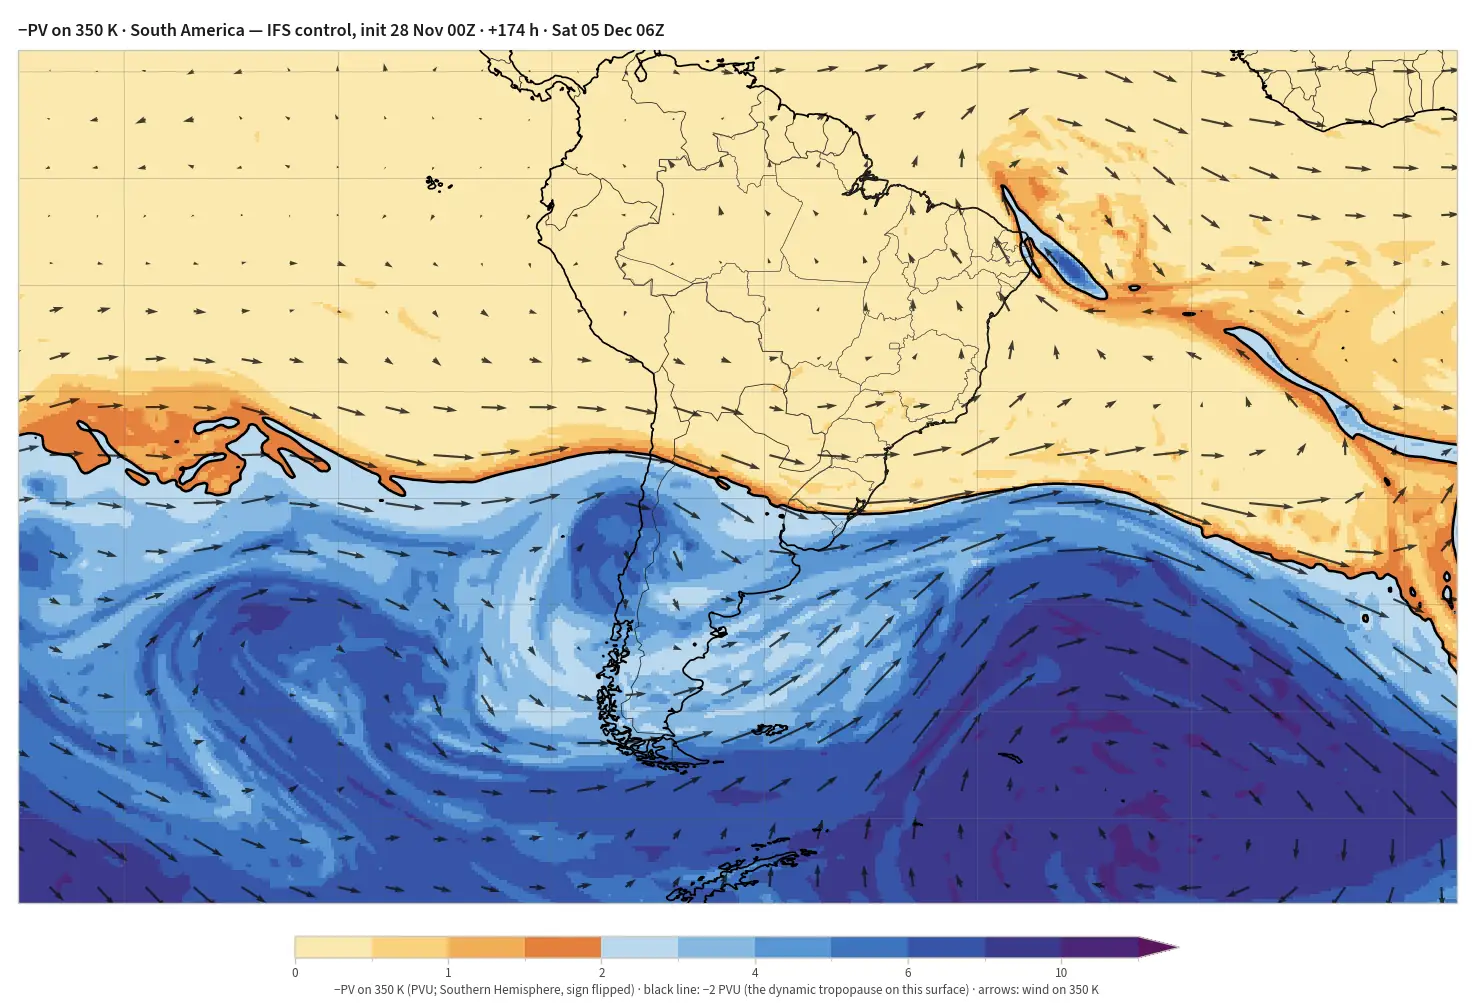 −PV on 350 K · South America — IFS control, init 28 Nov 00Z · +174 h · Sat 05 Dec 06Z
0 1 2 4 6 10
−PV on 350 K (PVU; Southern Hemisphere, sign flipped) · black line: −2 PVU (the dynamic tropopause on this surface) · arrows: wind on 350 K